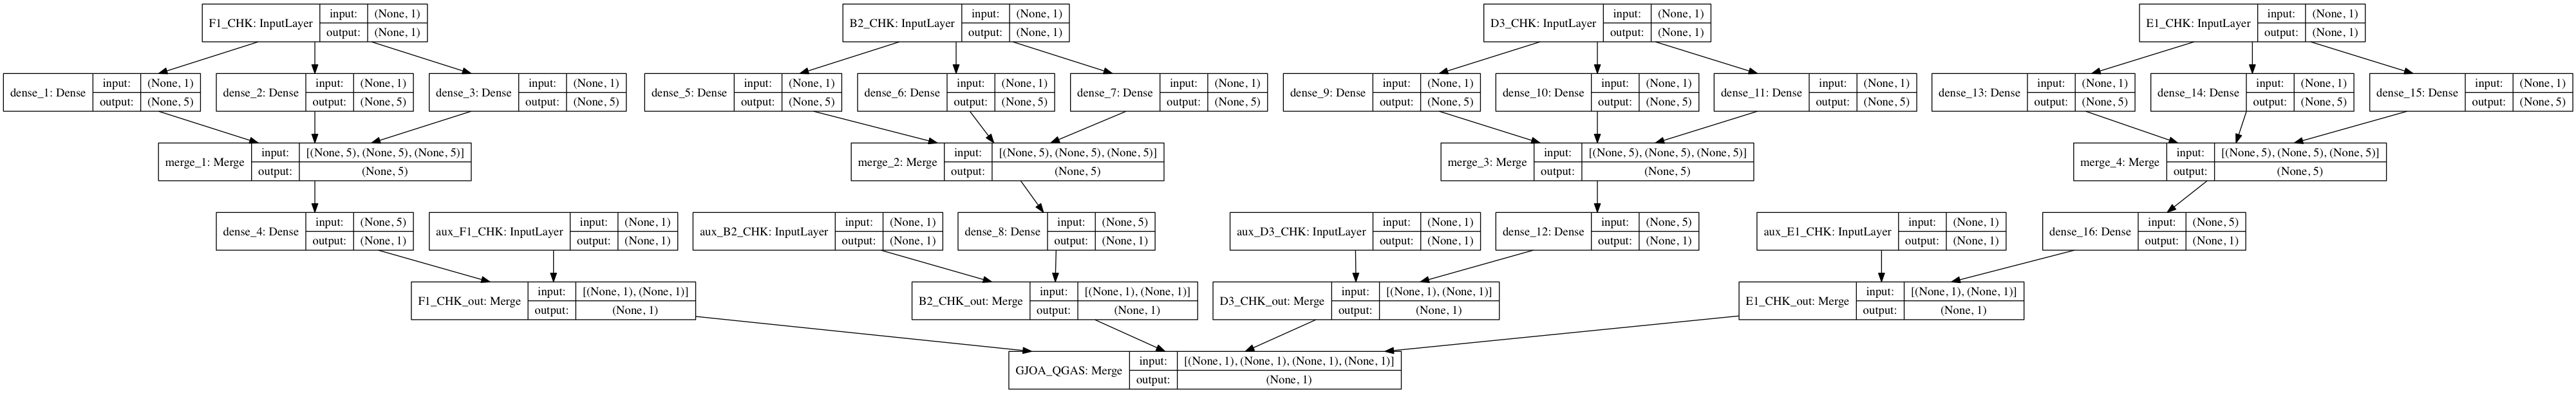 F1_CHK: InputLayer input: (None, 1) output: (None, 1)
B2_CHK: InputLayer input: (None, 1) output: (None, 1)
D3_CHK: InputLayer input: (None, 1) output: (None, 1)
E1_CHK: InputLayer input: (None, 1) output: (None, 1)
dense_1: Dense input: (None, 1) output: (None, 5)
dense_2: Dense input: (None, 1) output: (None, 5)
dense_3: Dense input: (None, 1) output: (None, 5)
dense_5: Dense input: (None, 1) output: (None, 5)
dense_6: Dense input: (None, 1) output: (None, 5)
dense_7: Dense input: (None, 1) output: (None, 5)
dense_9: Dense input: (None, 1) output: (None, 5)
dense_10: Dense input: (None, 1) output: (None, 5)
dense_11: Dense input: (None, 1) output: (None, 5)
dense_13: Dense input: (None, 1) output: (None, 5)
dense_14: Dense input: (None, 1) output: (None, 5)
dense_15: Dense input: (None, 1) output: (None, 5)
merge_1: Merge input: [(None, 5), (None, 5), (None, 5)] output: (None, 5)
merge_2: Merge input: [(None, 5), (None, 5), (None, 5)] output: (None, 5)
merge_3: Merge input: [(None, 5), (None, 5), (None, 5)] output: (None, 5)
merge_4: Merge input: [(None, 5), (None, 5), (None, 5)] output: (None, 5)
dense_4: Dense input: (None, 5) output: (None, 1)
aux_F1_CHK: InputLayer input: (None, 1) output: (None, 1)
aux_B2_CHK: InputLayer input: (None, 1) output: (None, 1)
dense_8: Dense input: (None, 5) output: (None, 1)
aux_D3_CHK: InputLayer input: (None, 1) output: (None, 1)
dense_12: Dense input: (None, 5) output: (None, 1)
aux_E1_CHK: InputLayer input: (None, 1) output: (None, 1)
dense_16: Dense input: (None, 5) output: (None, 1)
F1_CHK_out: Merge input: [(None, 1), (None, 1)] output: (None, 1)
B2_CHK_out: Merge input: [(None, 1), (None, 1)] output: (None, 1)
D3_CHK_out: Merge input: [(None, 1), (None, 1)] output: (None, 1)
E1_CHK_out: Merge input: [(None, 1), (None, 1)] output: (None, 1)
GJOA_QGAS: Merge input: [(None, 1), (None, 1), (None, 1), (None, 1)] output: (None, 1)